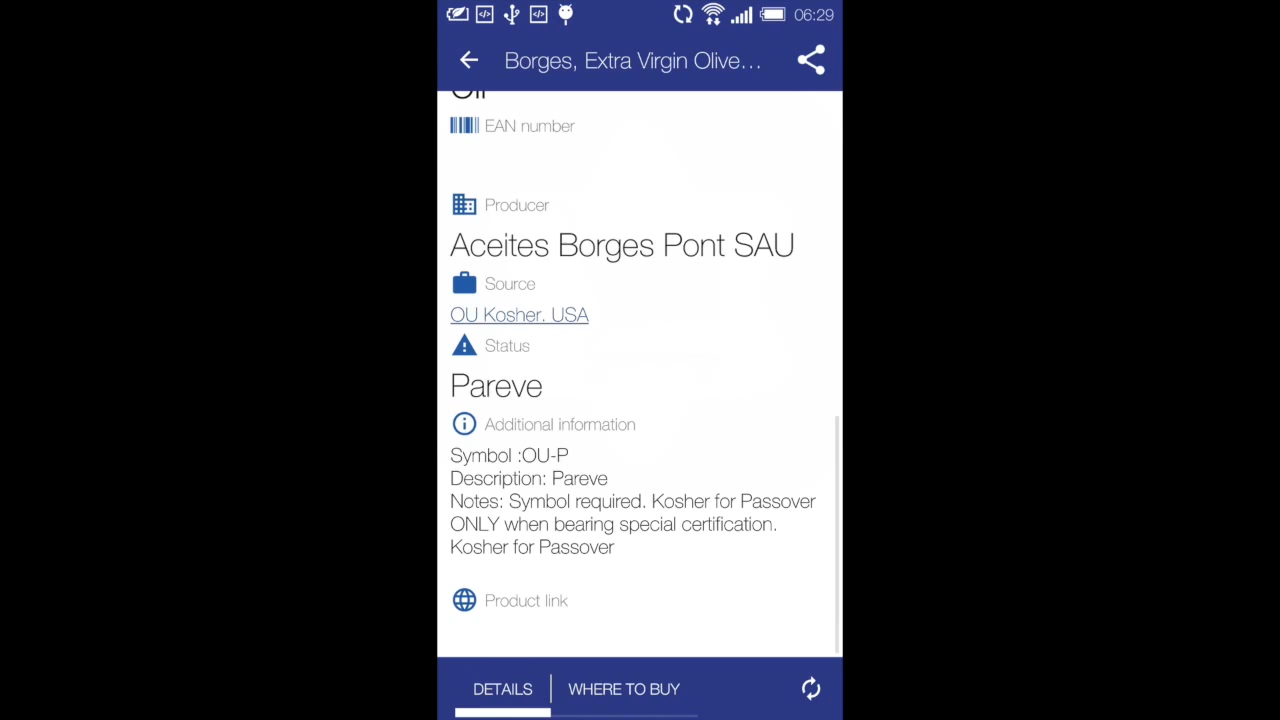 06:29
Borges, Extra Virgin Olive...
Oil
EAN number
Producer
Aceites Borges Pont SAU
Source
OU Kosher. USA
Status
Pareve
Additional information
Symbol :OU-P
Description: Pareve
Notes: Symbol required. Kosher for Passover
ONLY when bearing special certification.
Kosher for Passover
Product link
DETAILS
WHERE TO BUY